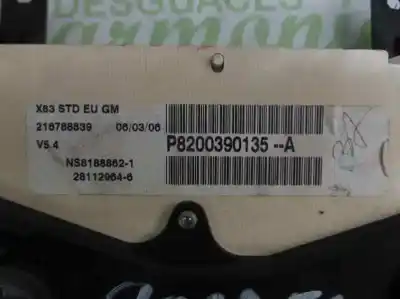 DESGUACES
X83 STD EU GM
216788839 06/03/06
V5.4
P8200390135--A
NS8188862-1
28112964-6